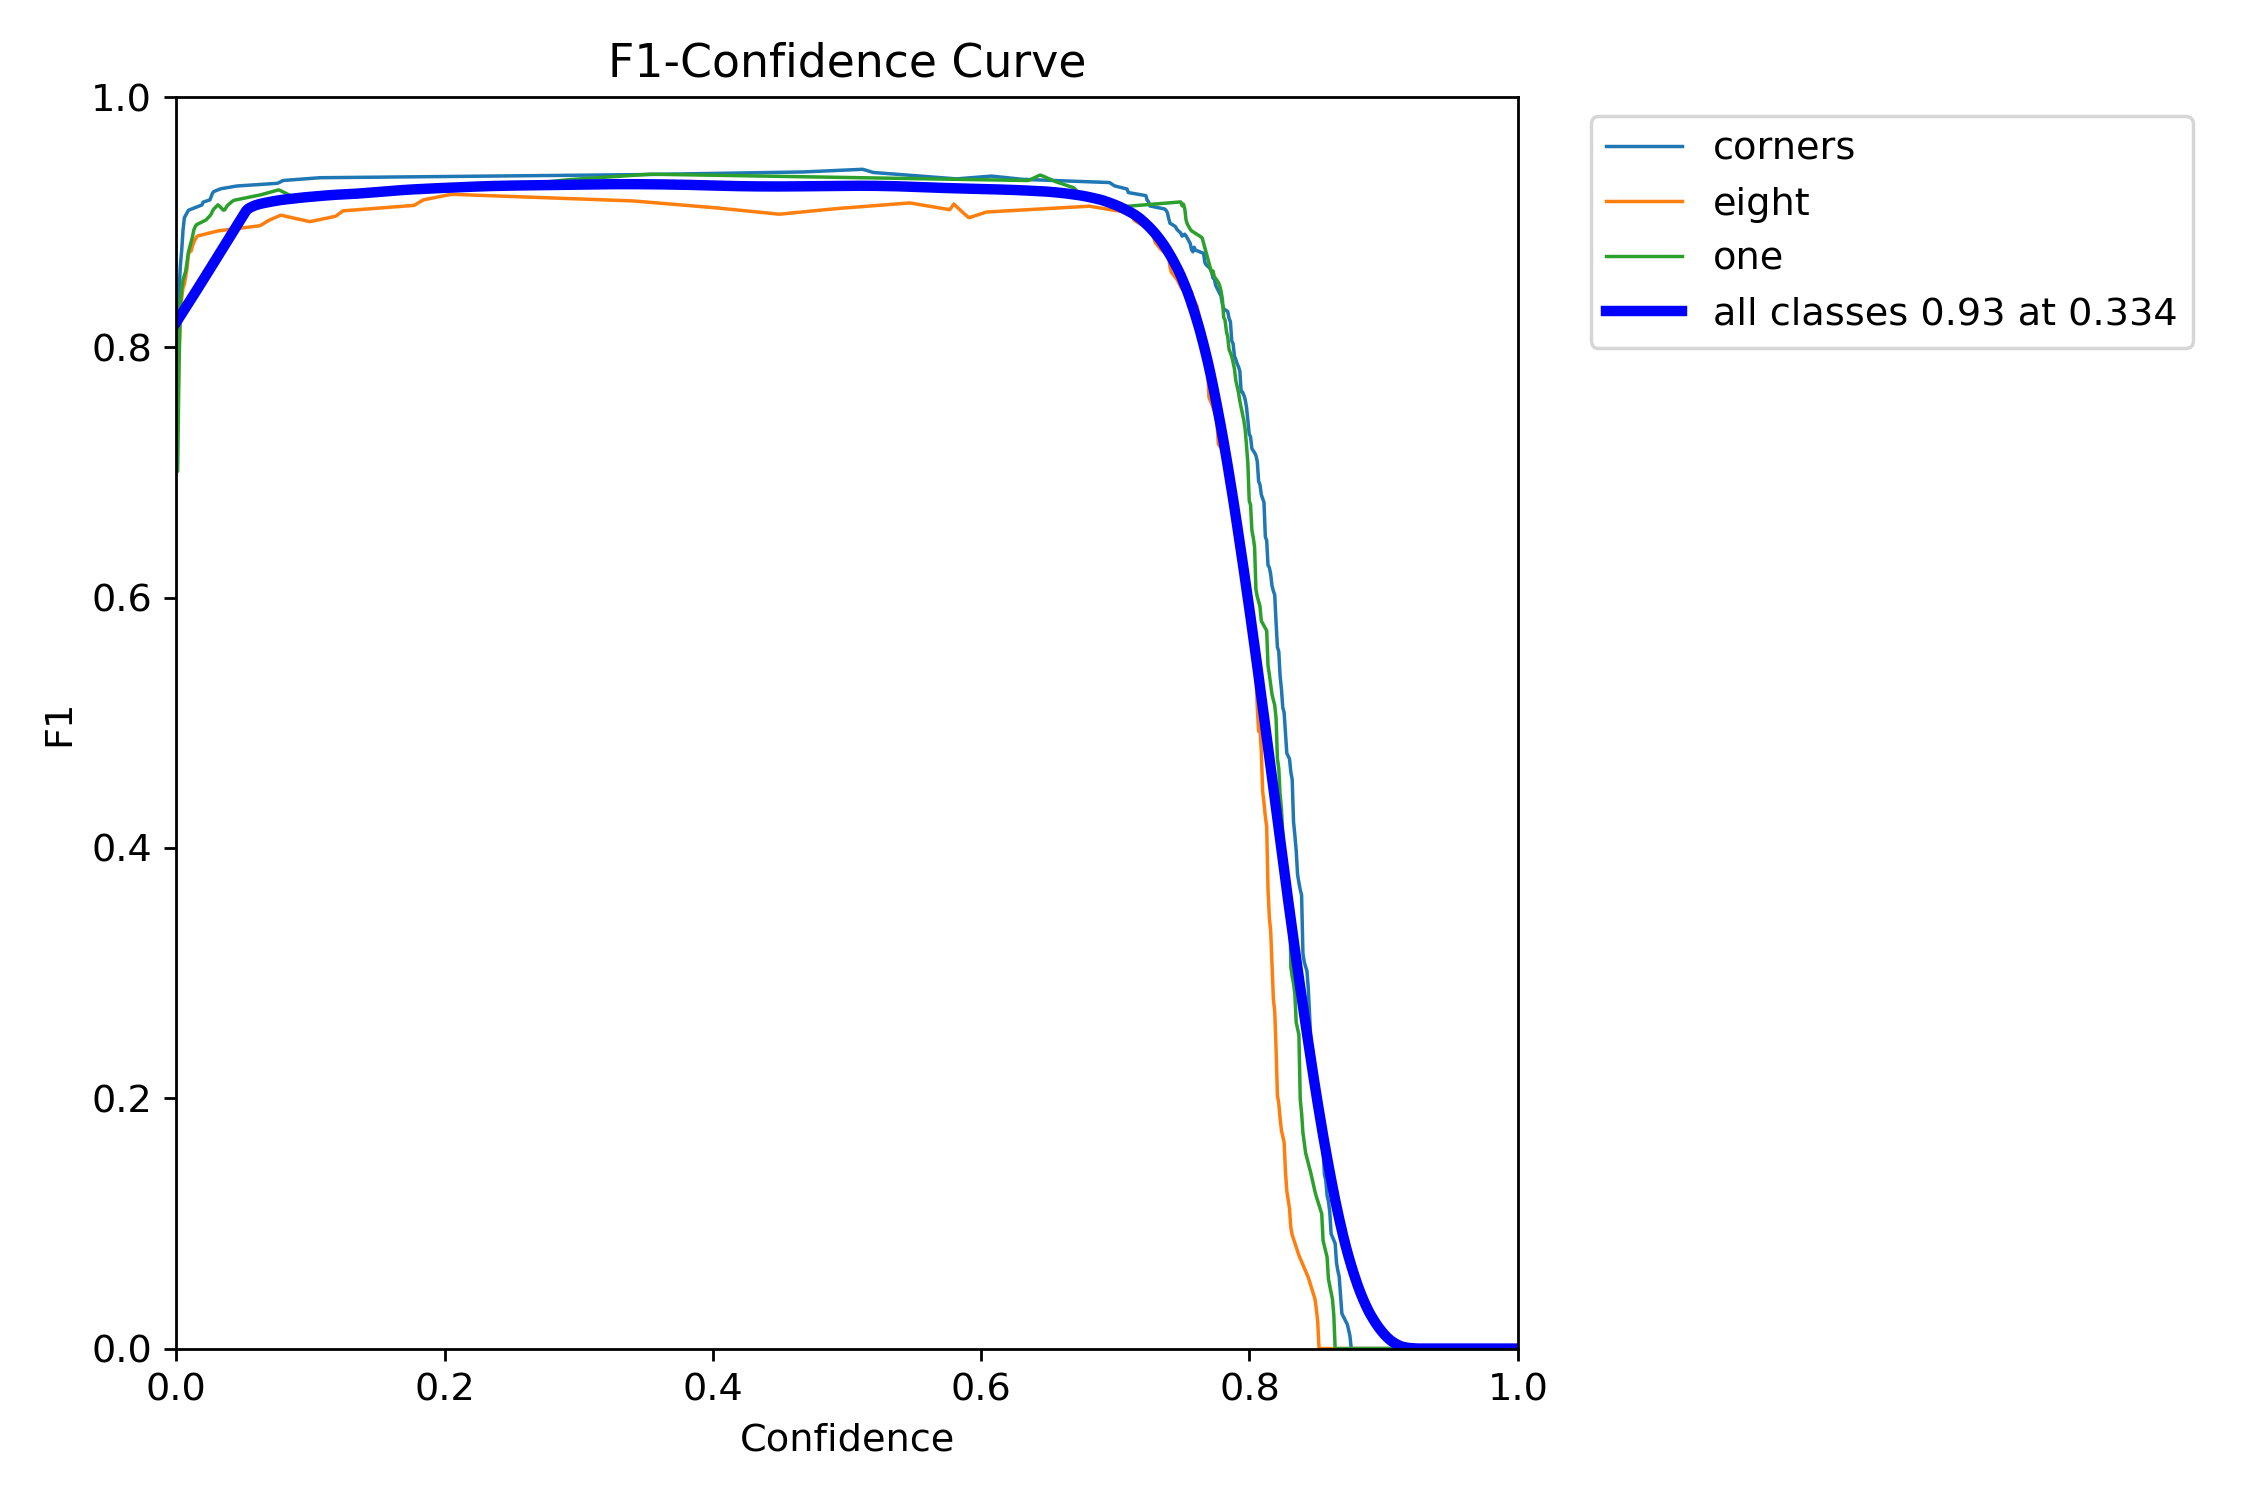 F1-Confidence Curve
1.0
0.8
0.6
0.4
0.2
0.0
F1
0.0 0.2 0.4 0.6 0.8 1.0
Confidence
corners
eight
one
all classes 0.93 at 0.334